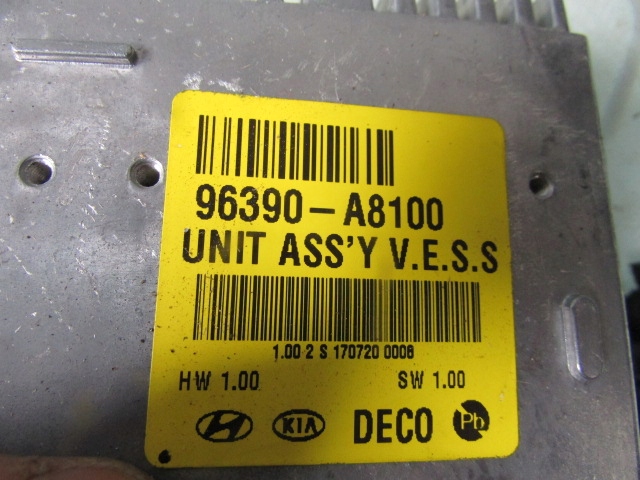 96390-A8100
UNIT ASS'Y V.E.S.S
1.00 2 S 170720 0006
HW 1.00 SW 1.00
KIA DECO Pb